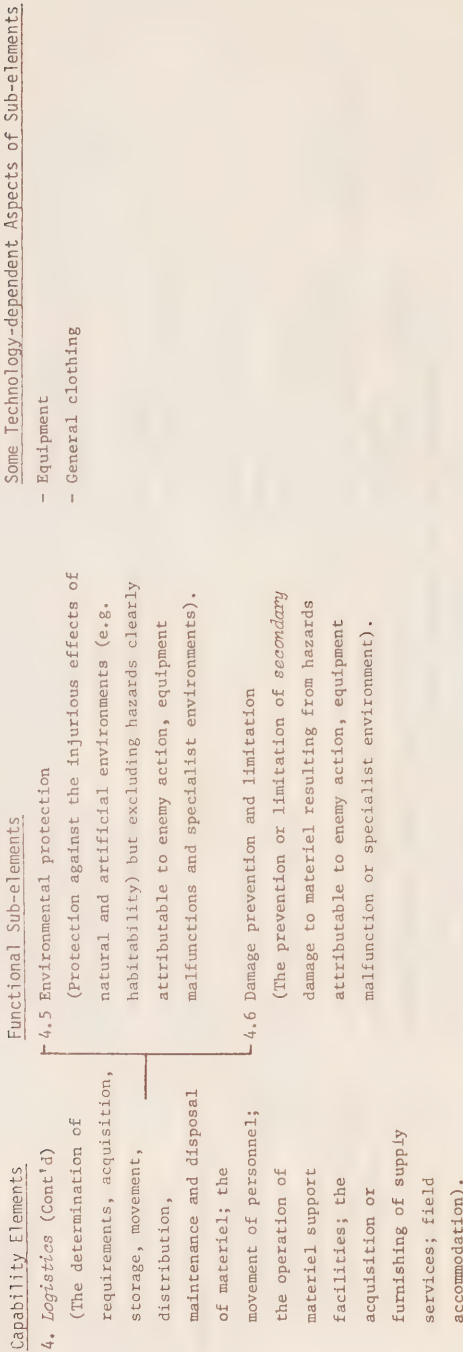 Capability Elements
4. Logistics (Cont'd)
(The determination of
requirements, acquisition,
storage, movement,
distribution,
maintenance and disposal
of materiel; the
movement of personnel;
the operation of
materiel support
facilities; the
acquisition or
furnishing of supply
services; field
accommodation).
Functional Sub-elements
4.5 Environmental protection
(Protection against the injurious effects of
natural and artificial environments (e.g.
habitability) but excluding hazards clearly
attributable to enemy action, equipment
malfunctions and specialist environments).
4.6 Damage prevention and limitation
(The prevention or limitation of secondary
damage to materiel resulting from hazards
attributable to enemy action, equipment
malfunction or specialist environment).
Some Technology-dependent Aspects of Sub-elements
- Equipment
- General clothing